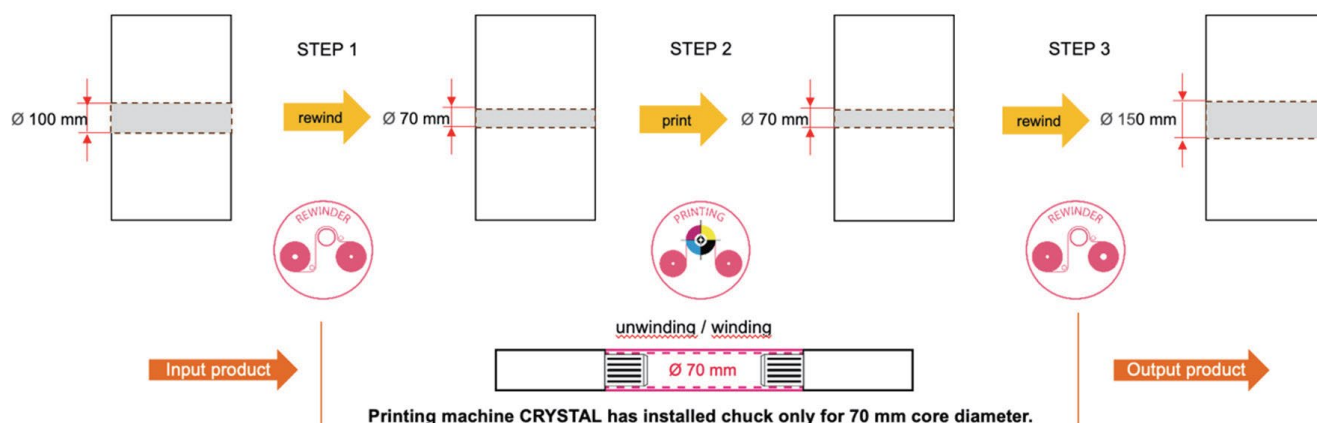 STEP 1
STEP 2
STEP 3
Ø 100 mm
rewind
Ø 70 mm
print
Ø 70 mm
rewind
Ø 150 mm
REWINDER
PRINTING
REWINDER
unwinding / winding
Input product
Ø 70 mm
Output product
Printing machine CRYSTAL has installed chuck only for 70 mm core diameter.